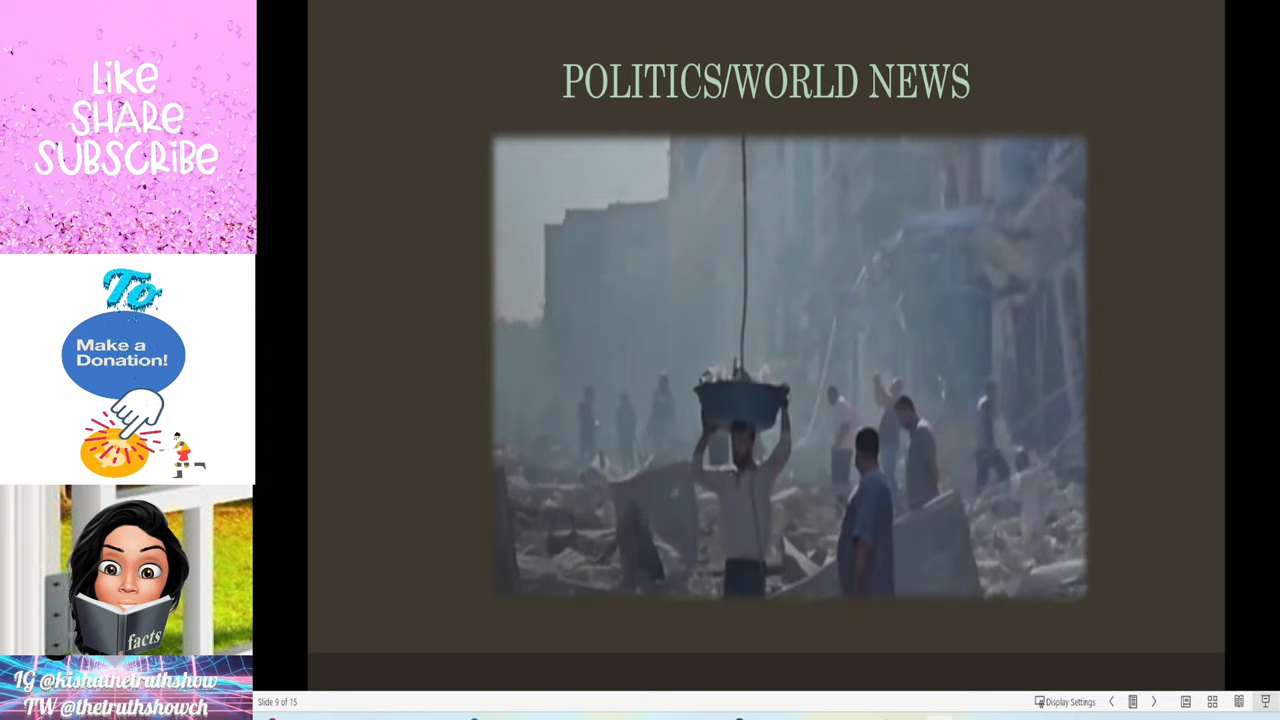 Like
SHARE
SUBSCRIBE
To
Make a
Donation!
facts
IG @kishathetruthshow
TW @thetruthshowch
POLITICS/WORLD NEWS
Slide 9 of 15
Display Settings